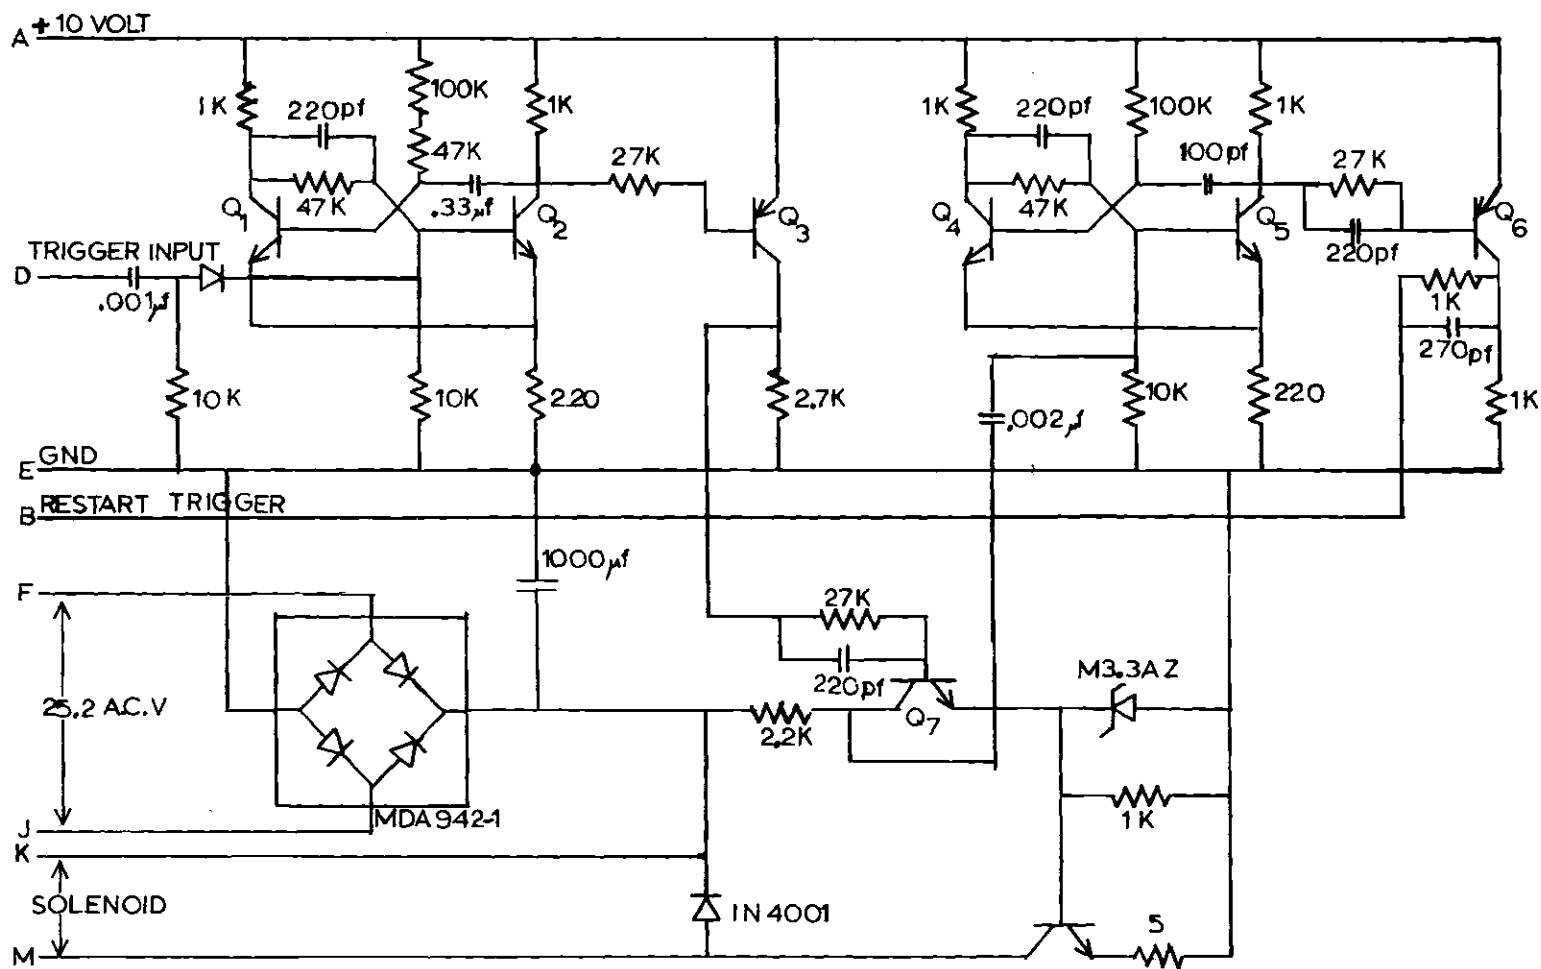 A +10 VOLT
1K
220pf
100K
1K
1K
220pf
100K
1K
47K
27K
100pf
27K
47K
.33µf
47K
Q1
Q2
Q3
Q4
Q5
Q6
220pf
TRIGGER INPUT
D
.001µf
1K
270pf
10K
10K
2.20
2.7K
.002µf
10K
220
1K
E GND
B RESTART TRIGGER
1000µf
F
27K
220pf
Q7
M3.3AZ
25.2 A.C.V
2.2K
MDA942-1
1K
J
K
SOLENOID
IN4001
5
M